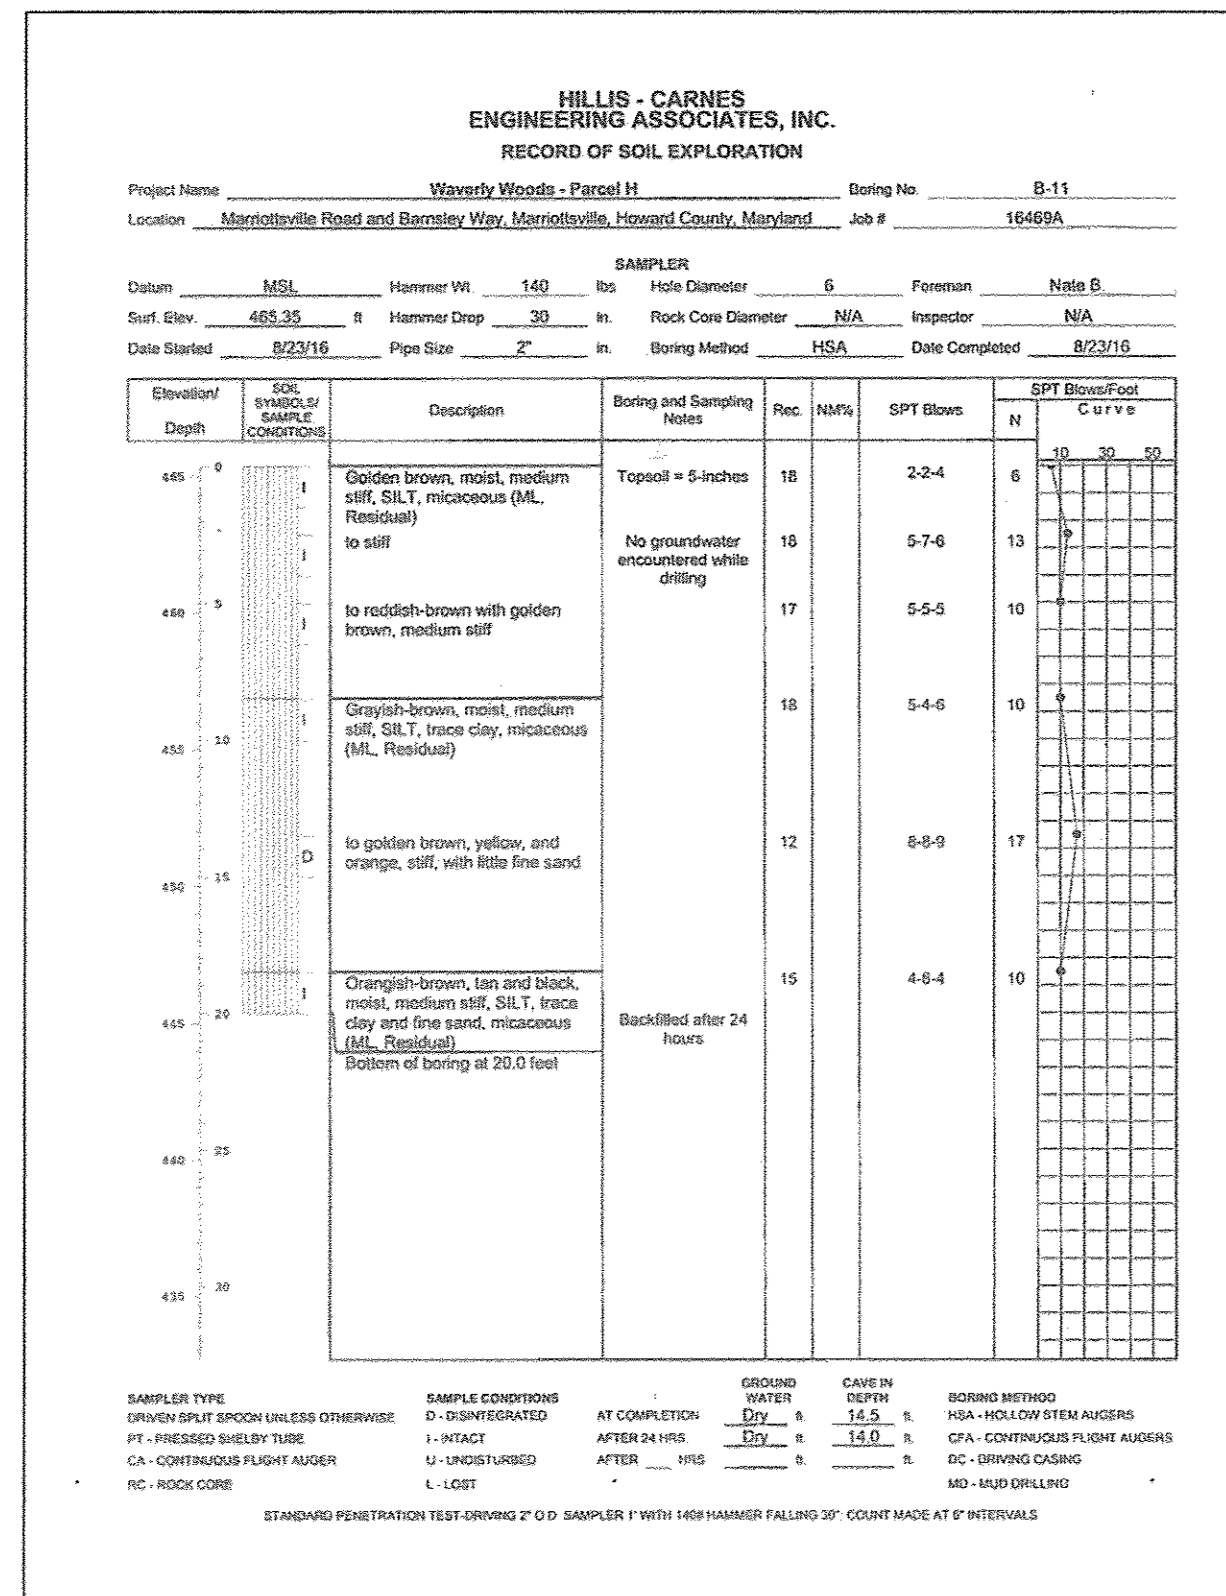 HILLIS - CARNES
ENGINEERING ASSOCIATES, INC.
RECORD OF SOIL EXPLORATION
Project Name Waverly Woods - Parcel H Boring No. B-11
Location Marriottsville Road and Barnsley Way, Marriottsville, Howard County, Maryland Job # 16469A
SAMPLER
Datum MSL Hammer Wt. 140 lbs Hole Diameter 6 Foreman Nate B.
Surf. Elev. 465.35 ft Hammer Drop 30 in. Rock Core Diameter N/A Inspector N/A
Date Started 8/23/16 Pipe Size 2" in. Boring Method HSA Date Completed 8/23/16
Elevation/ Depth
SOIL SYMBOLS/ SAMPLE CONDITIONS
Description
Boring and Sampling Notes
Rec. NM% SPT Blows
SPT Blows/Foot
N Curve
10 30 50
465 0 I Golden brown, moist, medium Topsoil = 5-inches 18 2-2-4 6
stiff, SILT, micaceous (ML,
Residual)
I to stiff No groundwater 18 5-7-6 13
encountered while
drilling
460 5 I to reddish-brown with golden 17 5-5-5 10
brown, medium stiff
I Grayish-brown, moist, medium 18 5-4-6 10
stiff, SILT, trace clay, micaceous
455 10 (ML, Residual)
D to golden brown, yellow, and 12 8-8-9 17
orange, stiff, with little fine sand
450 15
I Orangish-brown, tan and black, 15 4-6-4 10
moist, medium stiff, SILT, trace
445 20 clay and fine sand, micaceous Backfilled after 24
(ML, Residual) hours
Bottom of boring at 20.0 feet
440 25
435 30
SAMPLER TYPE SAMPLE CONDITIONS GROUND WATER CAVE IN DEPTH BORING METHOD
DRIVEN SPLIT SPOON UNLESS OTHERWISE D - DISINTEGRATED AT COMPLETION Dry ft. 14.5 ft. HSA - HOLLOW STEM AUGERS
PT - PRESSED SHELBY TUBE I - INTACT AFTER 24 HRS. Dry ft. 14.0 ft. CFA - CONTINUOUS FLIGHT AUGERS
CA - CONTINUOUS FLIGHT AUGER U - UNDISTURBED AFTER ___ HRS ft. ft. DC - DRIVING CASING
RC - ROCK CORE L - LOST MD - MUD DRILLING
STANDARD PENETRATION TEST-DRIVING 2" O D SAMPLER 1' WITH 140# HAMMER FALLING 30"; COUNT MADE AT 6" INTERVALS